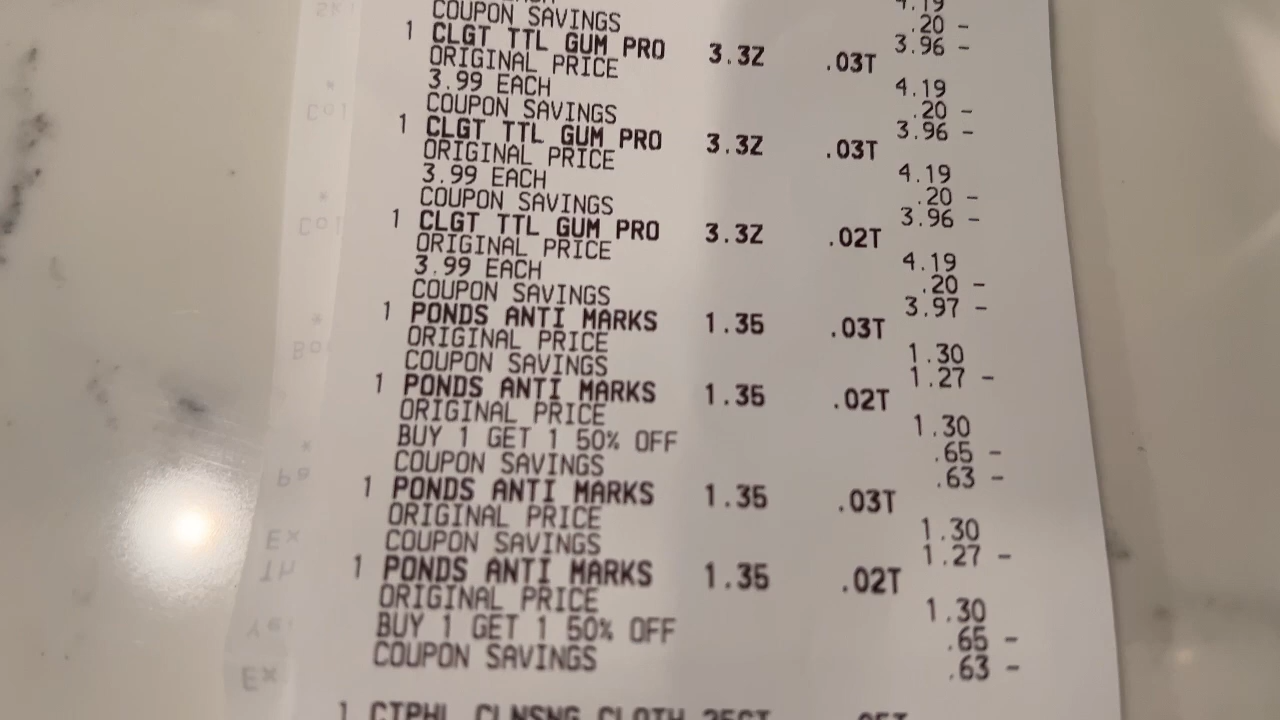 COUPON SAVINGS .20 -
1 CLGT TTL GUM PRO 3.3Z .03T 3.96 -
ORIGINAL PRICE 4.19
3.99 EACH .20 -
COUPON SAVINGS 3.96 -
1 CLGT TTL GUM PRO 3.3Z .03T
ORIGINAL PRICE 4.19
3.99 EACH .20 -
COUPON SAVINGS 3.96 -
1 CLGT TTL GUM PRO 3.3Z .02T
ORIGINAL PRICE 4.19
3.99 EACH .20 -
COUPON SAVINGS 3.97 -
1 PONDS ANTI MARKS 1.35 .03T
ORIGINAL PRICE 1.30
COUPON SAVINGS 1.27 -
1 PONDS ANTI MARKS 1.35 .02T
ORIGINAL PRICE 1.30
BUY 1 GET 1 50% OFF .65 -
COUPON SAVINGS .63 -
1 PONDS ANTI MARKS 1.35 .03T
ORIGINAL PRICE 1.30
COUPON SAVINGS 1.27 -
1 PONDS ANTI MARKS 1.35 .02T
ORIGINAL PRICE 1.30
BUY 1 GET 1 50% OFF .65 -
COUPON SAVINGS .63 -
1 CTPHL CLNSNG CLOTH 25CT